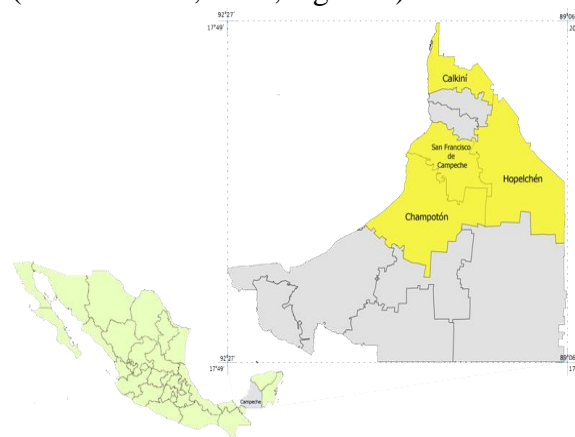 92°27'
89°06
17°49'
20
Calkiní
San Francisco
de
Campeche
Hopelchén
Champotón
92°27'
89°06
17°49'
17
Campeche